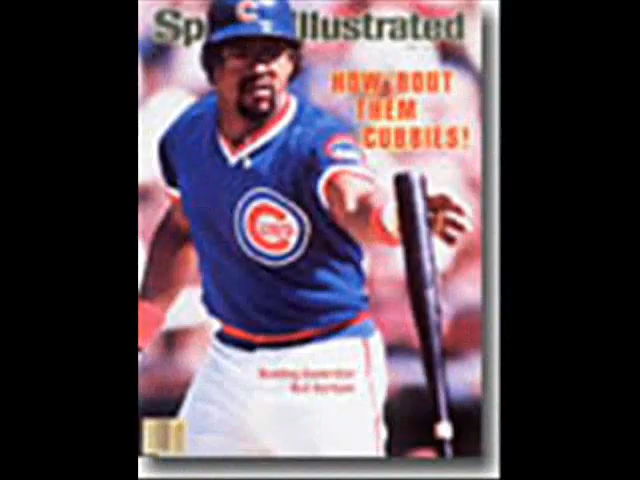 Sp Illustrated
HOW 'BOUT
THEM
CUBBIES!
C
CUBS